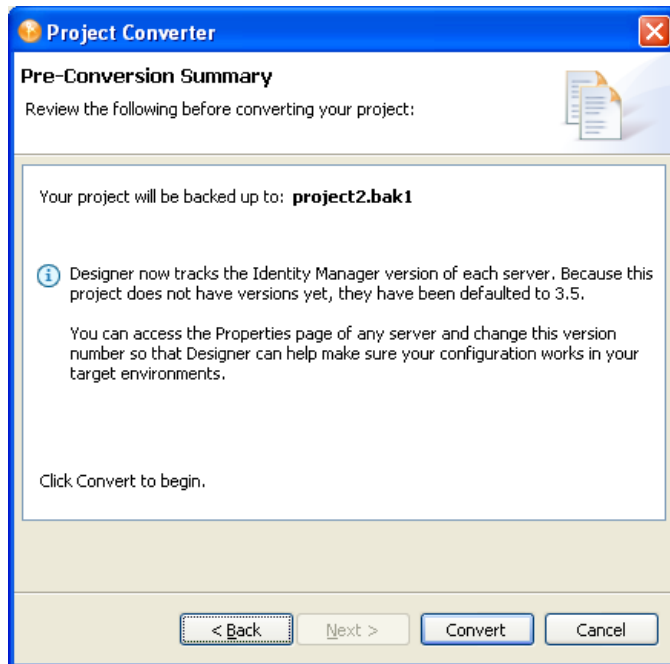 Project Converter
Pre-Conversion Summary
Review the following before converting your project:
Your project will be backed up to: project2.bak1
Designer now tracks the Identity Manager version of each server. Because this
project does not have versions yet, they have been defaulted to 3.5.
You can access the Properties page of any server and change this version
number so that Designer can help make sure your configuration works in your
target environments.
Click Convert to begin.
< Back
Next >
Convert
Cancel